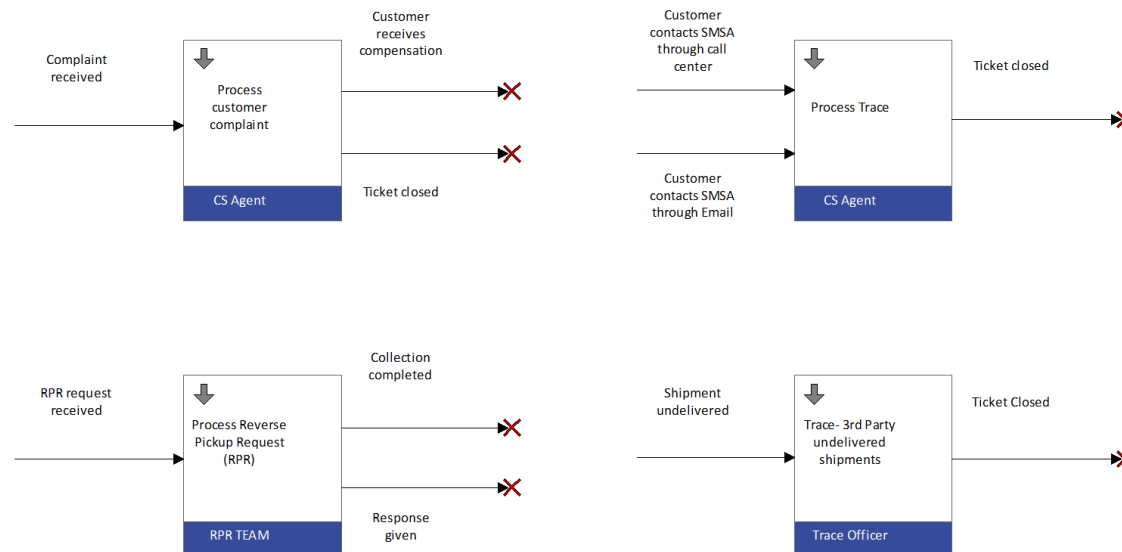 Complaint
received
Process
customer
complaint
CS Agent
Customer
receives
compensation
Ticket closed
Customer
contacts SMSA
through call
center
Customer
contacts SMSA
through Email
Process Trace
CS Agent
Ticket closed
RPR request
received
Process Reverse
Pickup Request
(RPR)
RPR TEAM
Collection
completed
Response
given
Shipment
undelivered
Trace- 3rd Party
undelivered
shipments
Trace Officer
Ticket Closed